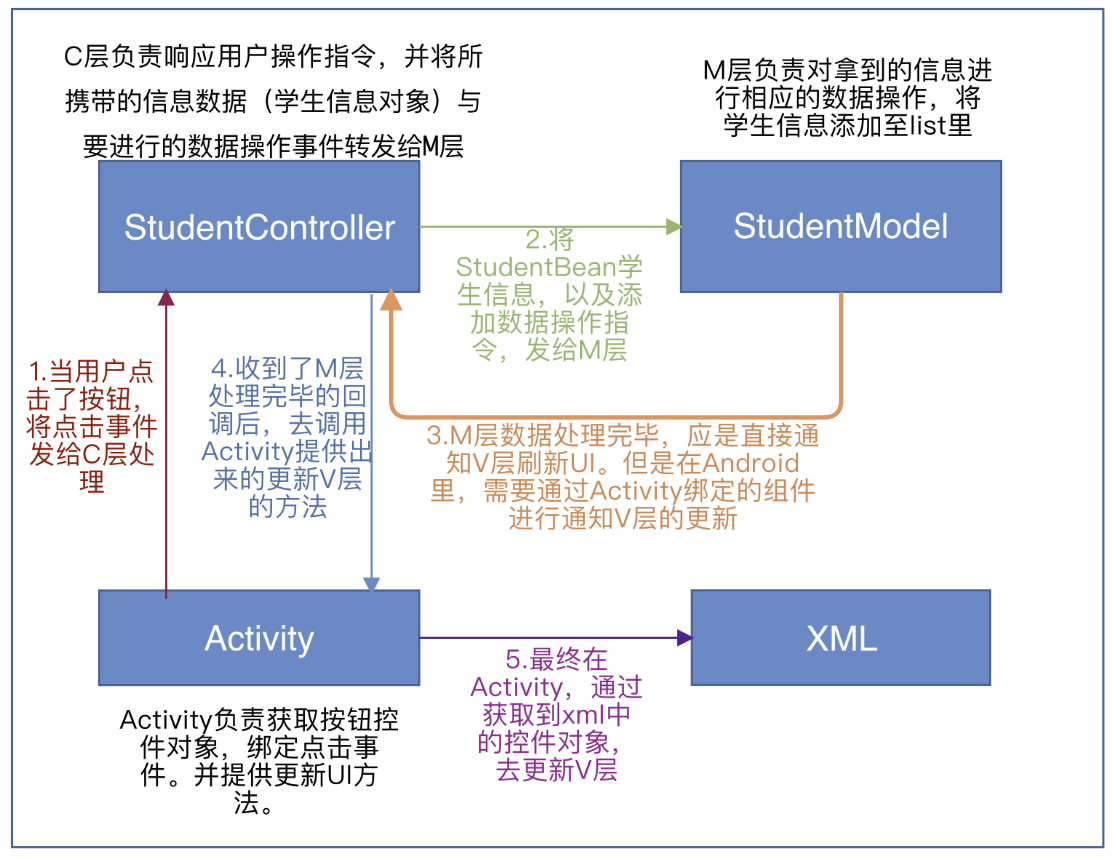 C层负责响应用户操作指令，并将所
携带的信息数据（学生信息对象）与
要进行的数据操作事件转发给M层
M层负责对拿到的信息进
行相应的数据操作，将
学生信息添加至list里
StudentController
StudentModel
2.将
StudentBean学
生信息，以及添
加数据操作指
令，发给M层
1.当用户点
击了按钮，
将点击事件
发给C层处
理
4.收到了M层
处理完毕的回
调后，去调用
Activity提供出
来的更新V层
的方法
3.M层数据处理完毕，应是直接通
知V层刷新UI。但是在Android
里，需要通过Activity绑定的组件
进行通知V层的更新
Activity
XML
5.最终在
Activity，通过
获取到xml中
的控件对象，
去更新V层
Activity负责获取按钮控
件对象，绑定点击事
件。并提供更新UI方
法。